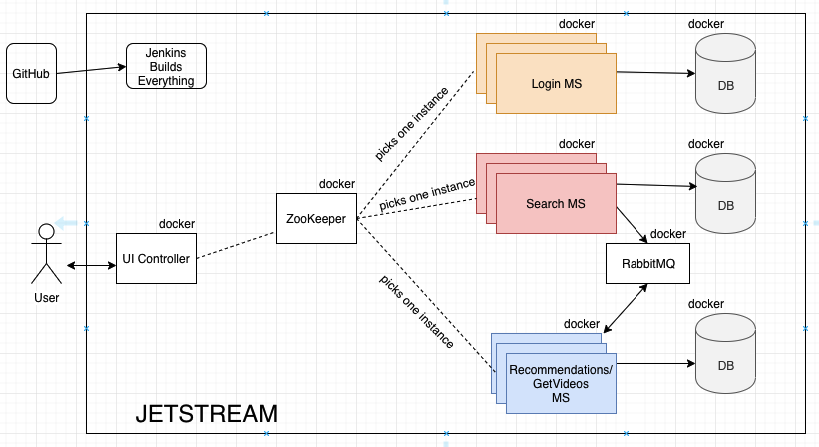 docker
docker
GitHub
Jenkins
Builds
Everything
Login MS
DB
picks one instance
docker
docker
docker
picks one instance
ZooKeeper
Search MS
DB
docker
docker
UI Controller
RabbitMQ
User
picks one instance
docker
docker
Recommendations/
GetVideos
MS
DB
JETSTREAM